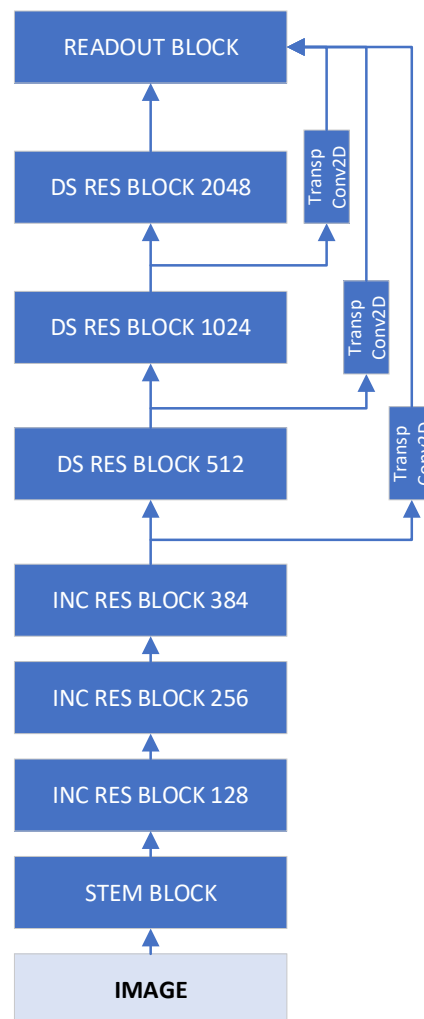 READOUT BLOCK
DS RES BLOCK 2048
Transp
Conv2D
DS RES BLOCK 1024
Transp
Conv2D
DS RES BLOCK 512
Transp
Conv2D
INC RES BLOCK 384
INC RES BLOCK 256
INC RES BLOCK 128
STEM BLOCK
IMAGE